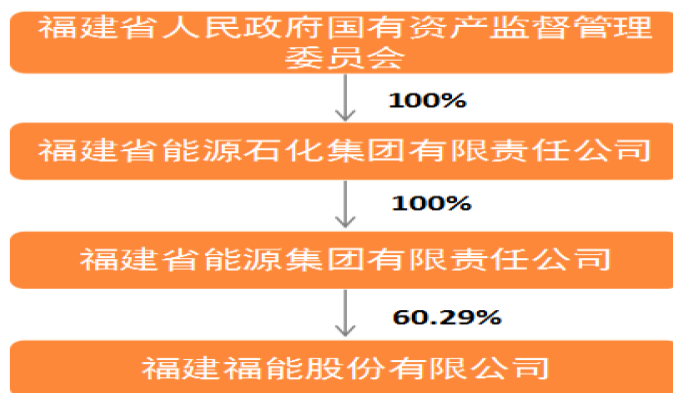 福建省人民政府国有资产监督管理
委员会
100%
福建省能源石化集团有限责任公司
100%
福建省能源集团有限责任公司
60.29%
福建福能股份有限公司